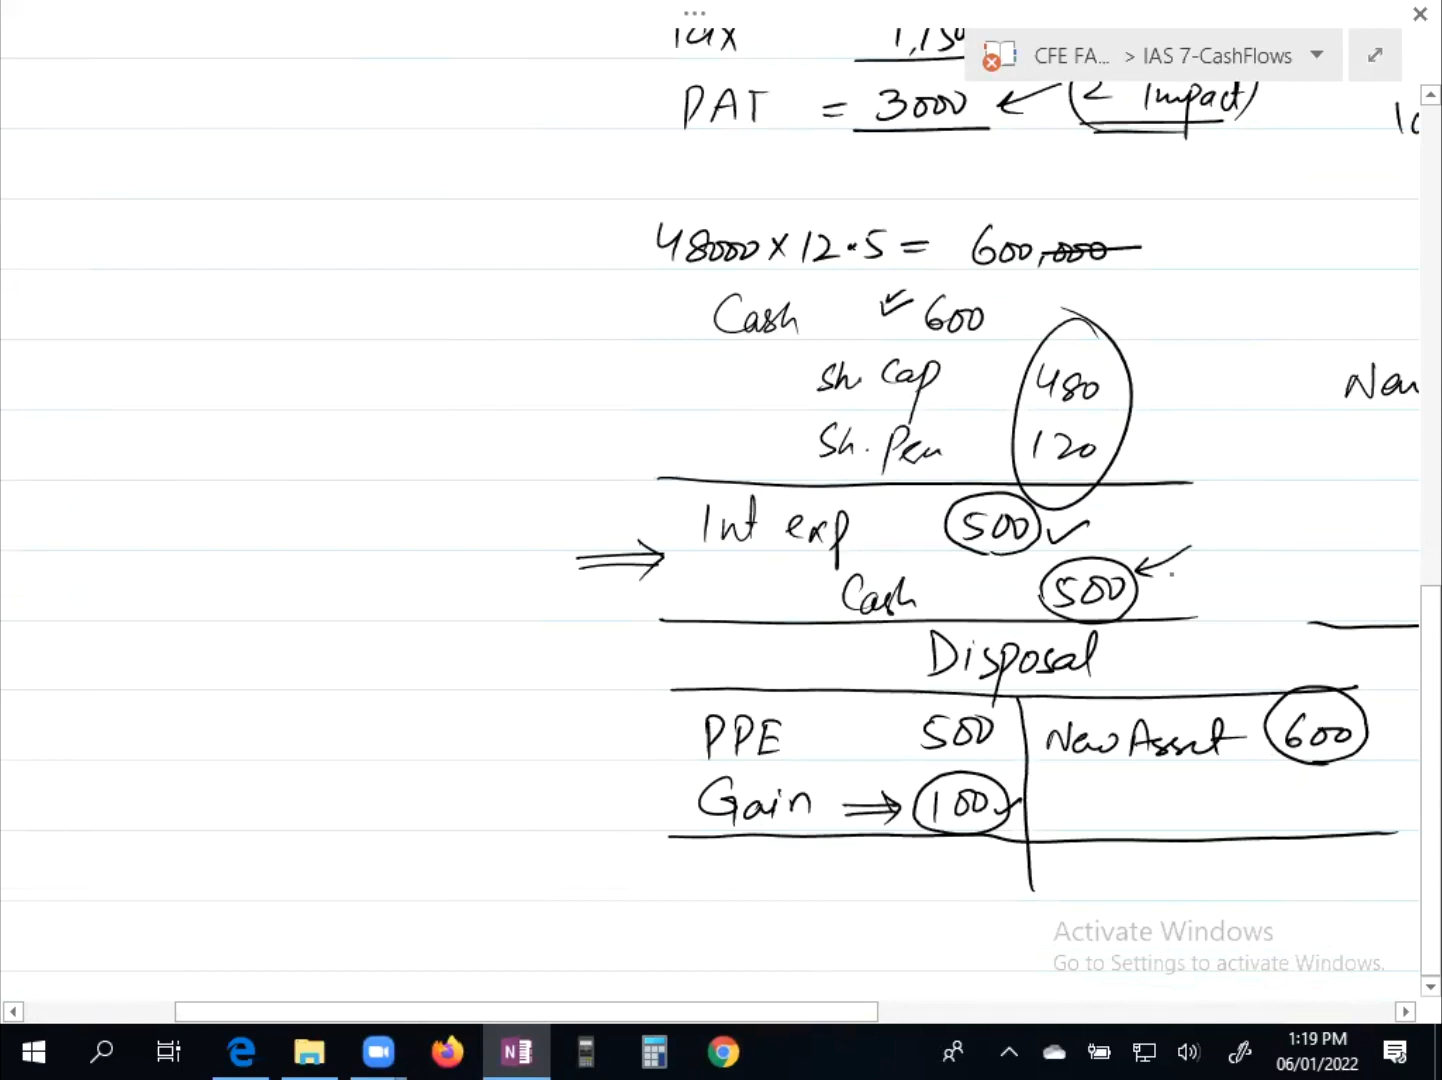 CFE FA... > IAS 7-CashFlows
Tax 1,150
PAT = 3000 ← (2 Impact)
48000 × 12.5 = 600,000
Cash ✓ 600
Sh. Cap 480
Sh. Prem 120
Int exp 500 ✓
⇒
Cash 500
Disposal
PPE 500 New Asset 600
Gain ⇒ 100 ✓
Activate Windows
Go to Settings to activate Windows.
1:19 PM
06/01/2022